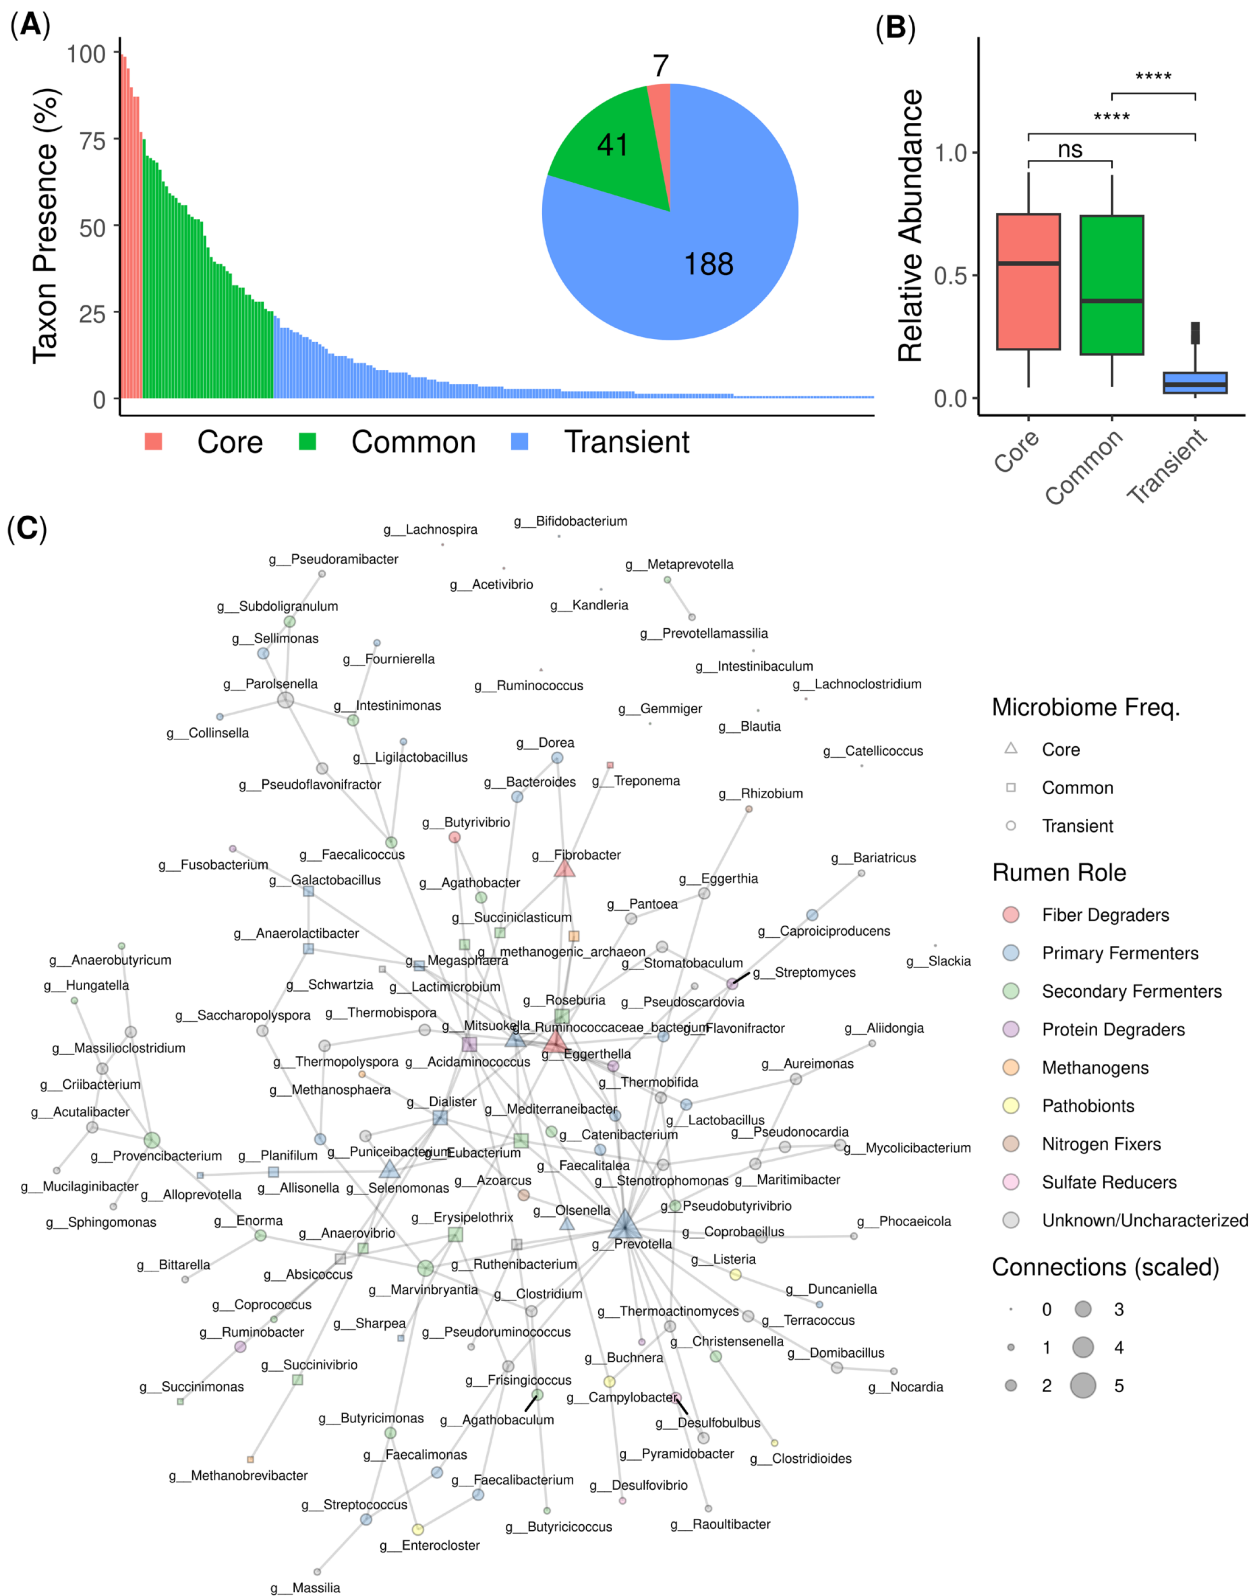 (A)
Taxon Presence (%)
100
75
50
25
0
7
41
188
Core
Common
Transient
(B)
Relative Abundance
1.0
0.5
0.0
****
****
ns
Core
Common
Transient
(C)
g__Bifidobacterium
g__Lachnospira
g__Pseudoramibacter
g__Metaprevotella
g__Acetivibrio
g__Kandleria
g__Subdoligranulum
g__Prevotellamassilia
g__Sellimonas
g__Fournierella
g__Intestinibaculum
g__Parolsenella
g__Ruminococcus
g__Lachnoclostridium
g__Intestinimonas
g__Gemmiger
g__Blautia
g__Collinsella
g__Dorea
g__Catellicoccus
g__Ligilactobacillus
g__Pseudoflavonifractor
g__Bacteroides
g__Treponema
g__Rhizobium
g__Butyrivibrio
g__Faecalicoccus
g__Fibrobacter
g__Bariatricus
g__Fusobacterium
g__Galactobacillus
g__Agathobacter
g__Eggerthia
g__Pantoea
g__Succiniclasticum
g__Anaerolactibacter
g__Caproiciproducens
g__methanogenic_archaeon
g__Anaerobutyricum
g__Megasphaera
g__Stomatobaculum
g__Slackia
g__Streptomyces
g__Hungatella
g__Schwartzia
g__Lactimicrobium
g__Roseburia
g__Pseudoscardovia
g__Saccharopolyspora
g__Thermobispora
g__Mitsuokella
g__Ruminococcaceae_bacterium
g__Flavonifractor
g__Aliidongia
g__Massilioclostridium
g__Thermopolyspora
g__Acidaminococcus
g__Eggerthella
g__Aureimonas
g__Criibacterium
g__Methanosphaera
g__Thermobifida
g__Acutalibacter
g__Dialister
g__Mediterraneibacter
g__Lactobacillus
g__Catenibacterium
g__Pseudonocardia
g__Mycolicibacterium
g__Provencibacterium
g__Planifilum
g__Puniceibacterium
g__Eubacterium
g__Faecalitalea
g__Mucilaginibacter
g__Alloprevotella
g__Allisonella
g__Selenomonas
g__Azoarcus
g__Stenotrophomonas
g__Maritimibacter
g__Sphingomonas
g__Enorma
g__Erysipelothrix
g__Olsenella
g__Pseudobutyrivibrio
g__Anaerovibrio
g__Coprobacillus
g__Phocaeicola
g__Prevotella
g__Bittarella
g__Absicoccus
g__Ruthenibacterium
g__Listeria
g__Marvinbryantia
g__Clostridium
g__Duncaniella
g__Coprococcus
g__Thermoactinomyces
g__Terracoccus
g__Ruminobacter
g__Sharpea
g__Pseudoruminococcus
g__Christensenella
g__Domibacillus
g__Succinivibrio
g__Buchnera
g__Succinimonas
g__Frisingicoccus
g__Campylobacter
g__Nocardia
g__Butyricimonas
g__Agathobaculum
g__Desulfobulbus
g__Faecalimonas
g__Pyramidobacter
g__Clostridioides
g__Methanobrevibacter
g__Faecalibacterium
g__Desulfovibrio
g__Streptococcus
g__Butyricicoccus
g__Raoultibacter
g__Enterocloster
g__Massilia
Microbiome Freq.
Core
Common
Transient
Rumen Role
Fiber Degraders
Primary Fermenters
Secondary Fermenters
Protein Degraders
Methanogens
Pathobionts
Nitrogen Fixers
Sulfate Reducers
Unknown/Uncharacterized
Connections (scaled)
0 3
1 4
2 5